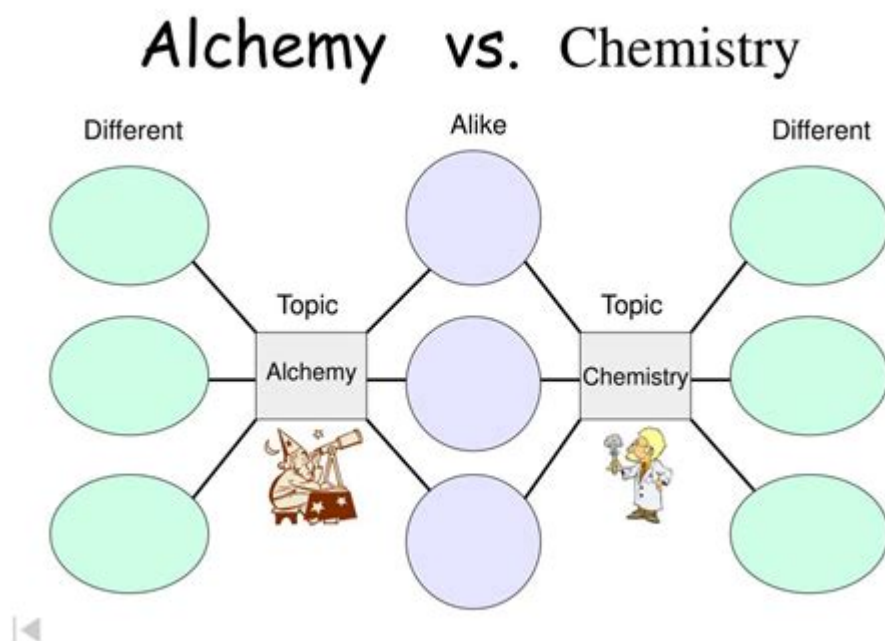 Alchemy vs. Chemistry
Different
Alike
Different
Topic
Topic
Alchemy
Chemistry